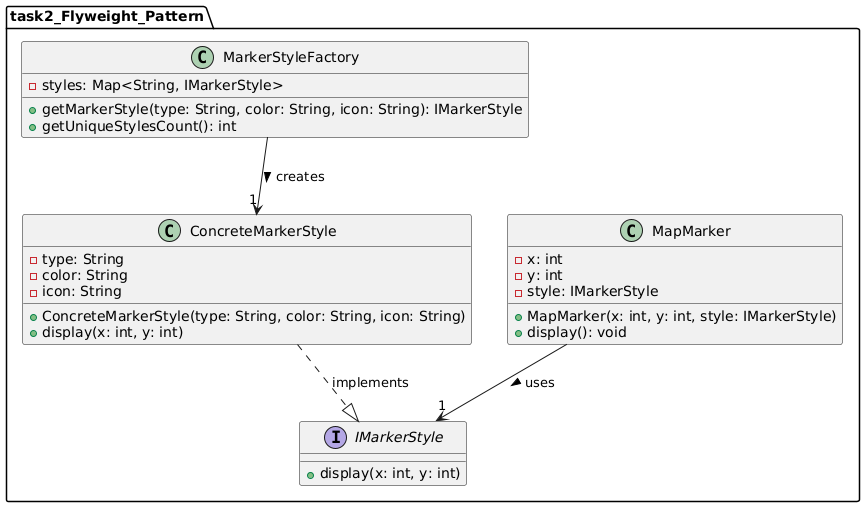 task2_Flyweight_Pattern
C MarkerStyleFactory
styles: Map<String, IMarkerStyle>
getMarkerStyle(type: String, color: String, icon: String): IMarkerStyle
getUniqueStylesCount(): int
creates
1
C ConcreteMarkerStyle
type: String
color: String
icon: String
ConcreteMarkerStyle(type: String, color: String, icon: String)
display(x: int, y: int)
C MapMarker
x: int
y: int
style: IMarkerStyle
MapMarker(x: int, y: int, style: IMarkerStyle)
display(): void
implements
uses
1
I IMarkerStyle
display(x: int, y: int)